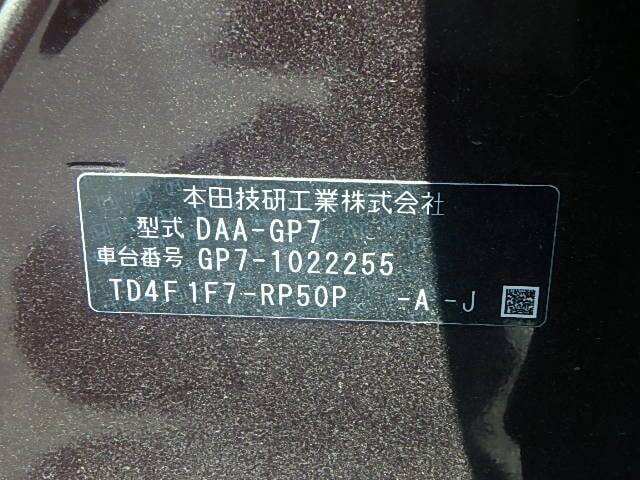 本田技研工業株式会社
型式 DAA-GP7
車台番号 GP7-1022255
TD4F 1F7-RP50P -A -J